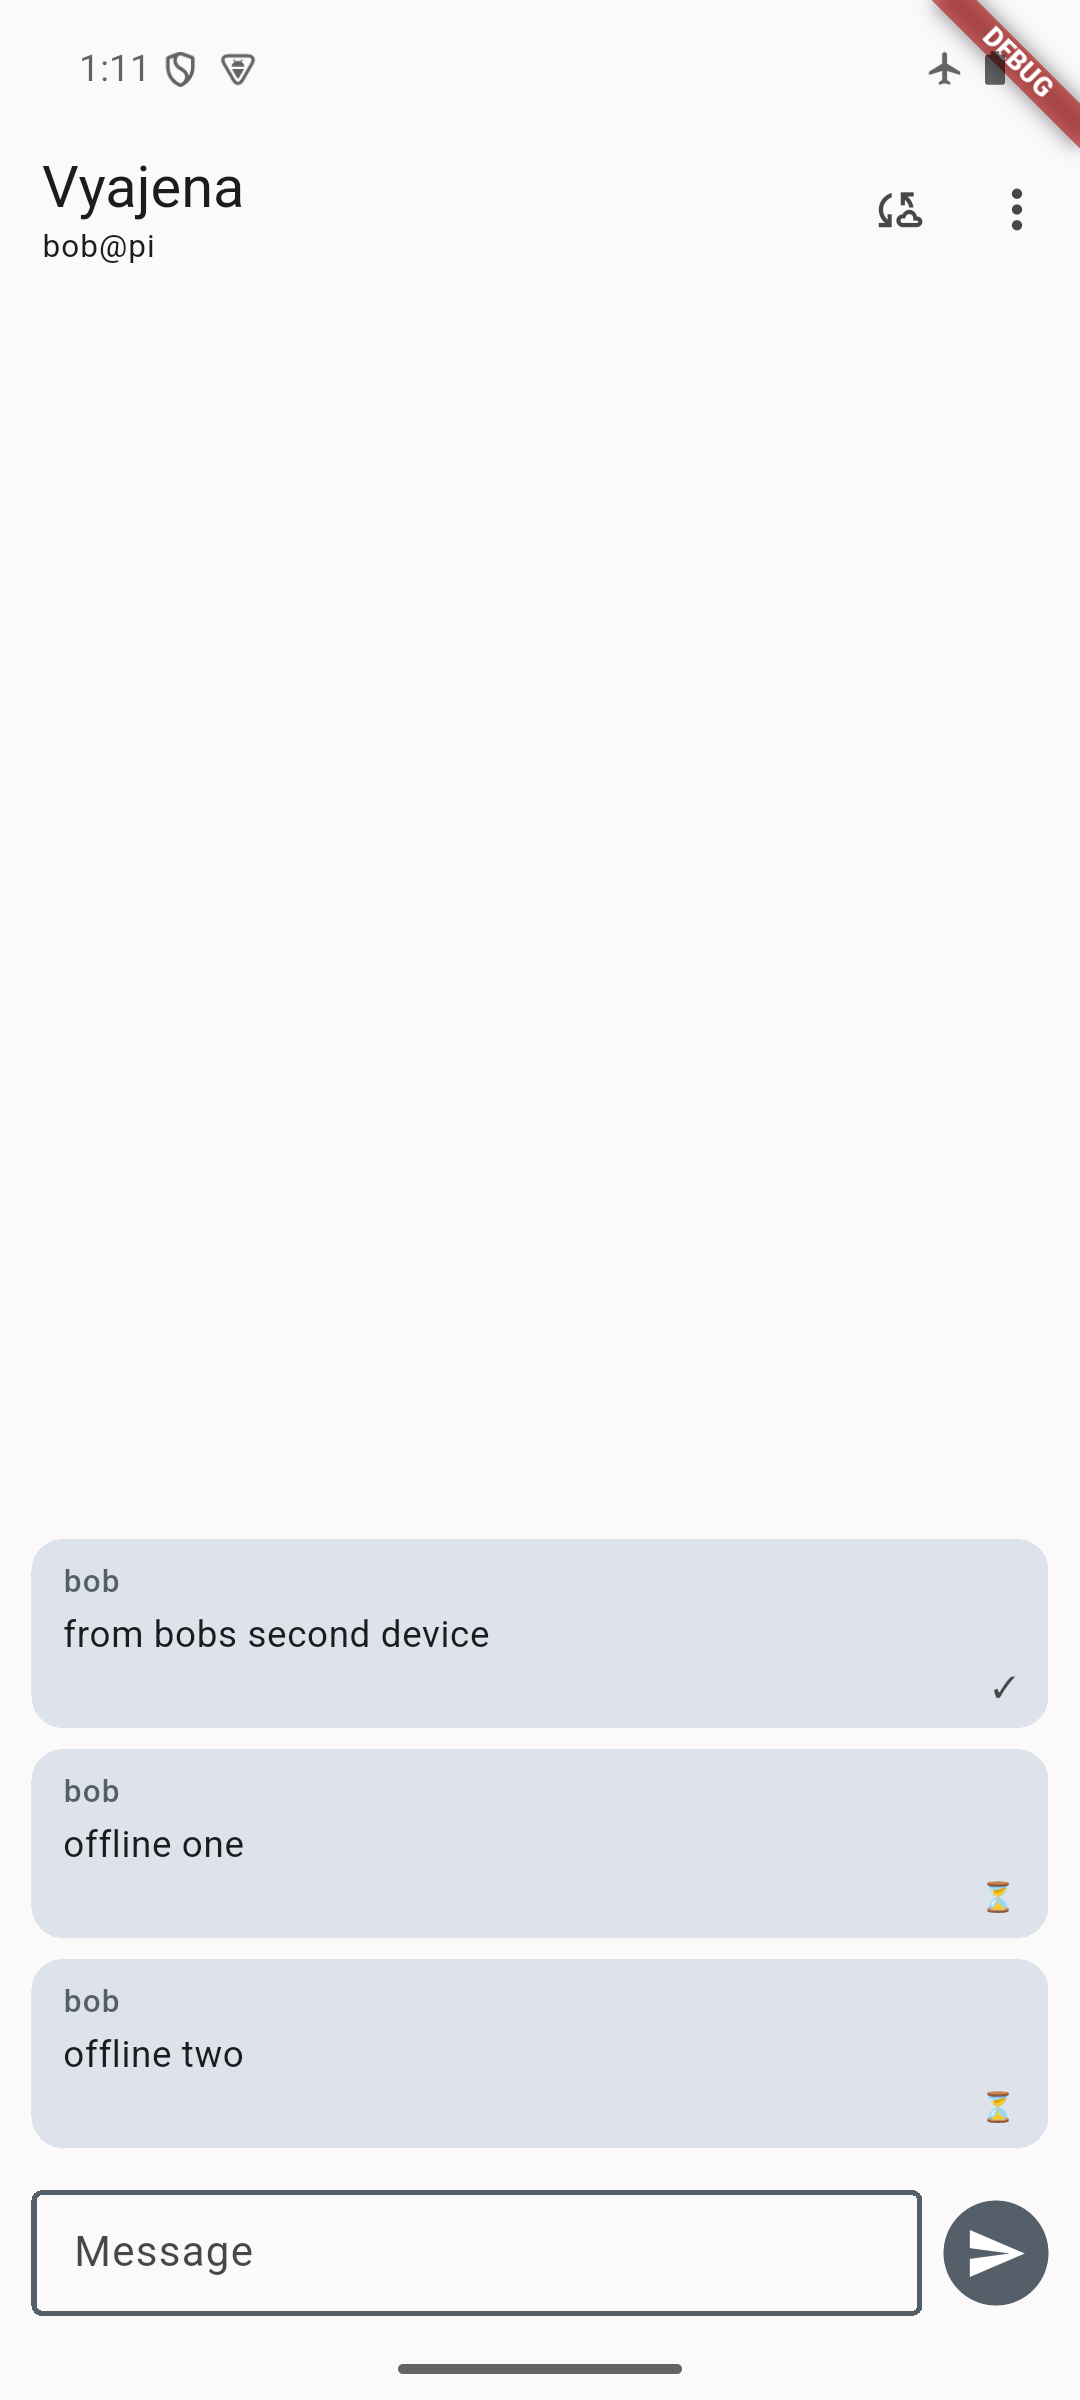 1:11
DEBUG
Vyajena
bob@pi
bob
from bobs second device
✓
bob
offline one
⏳
bob
offline two
⏳
Message